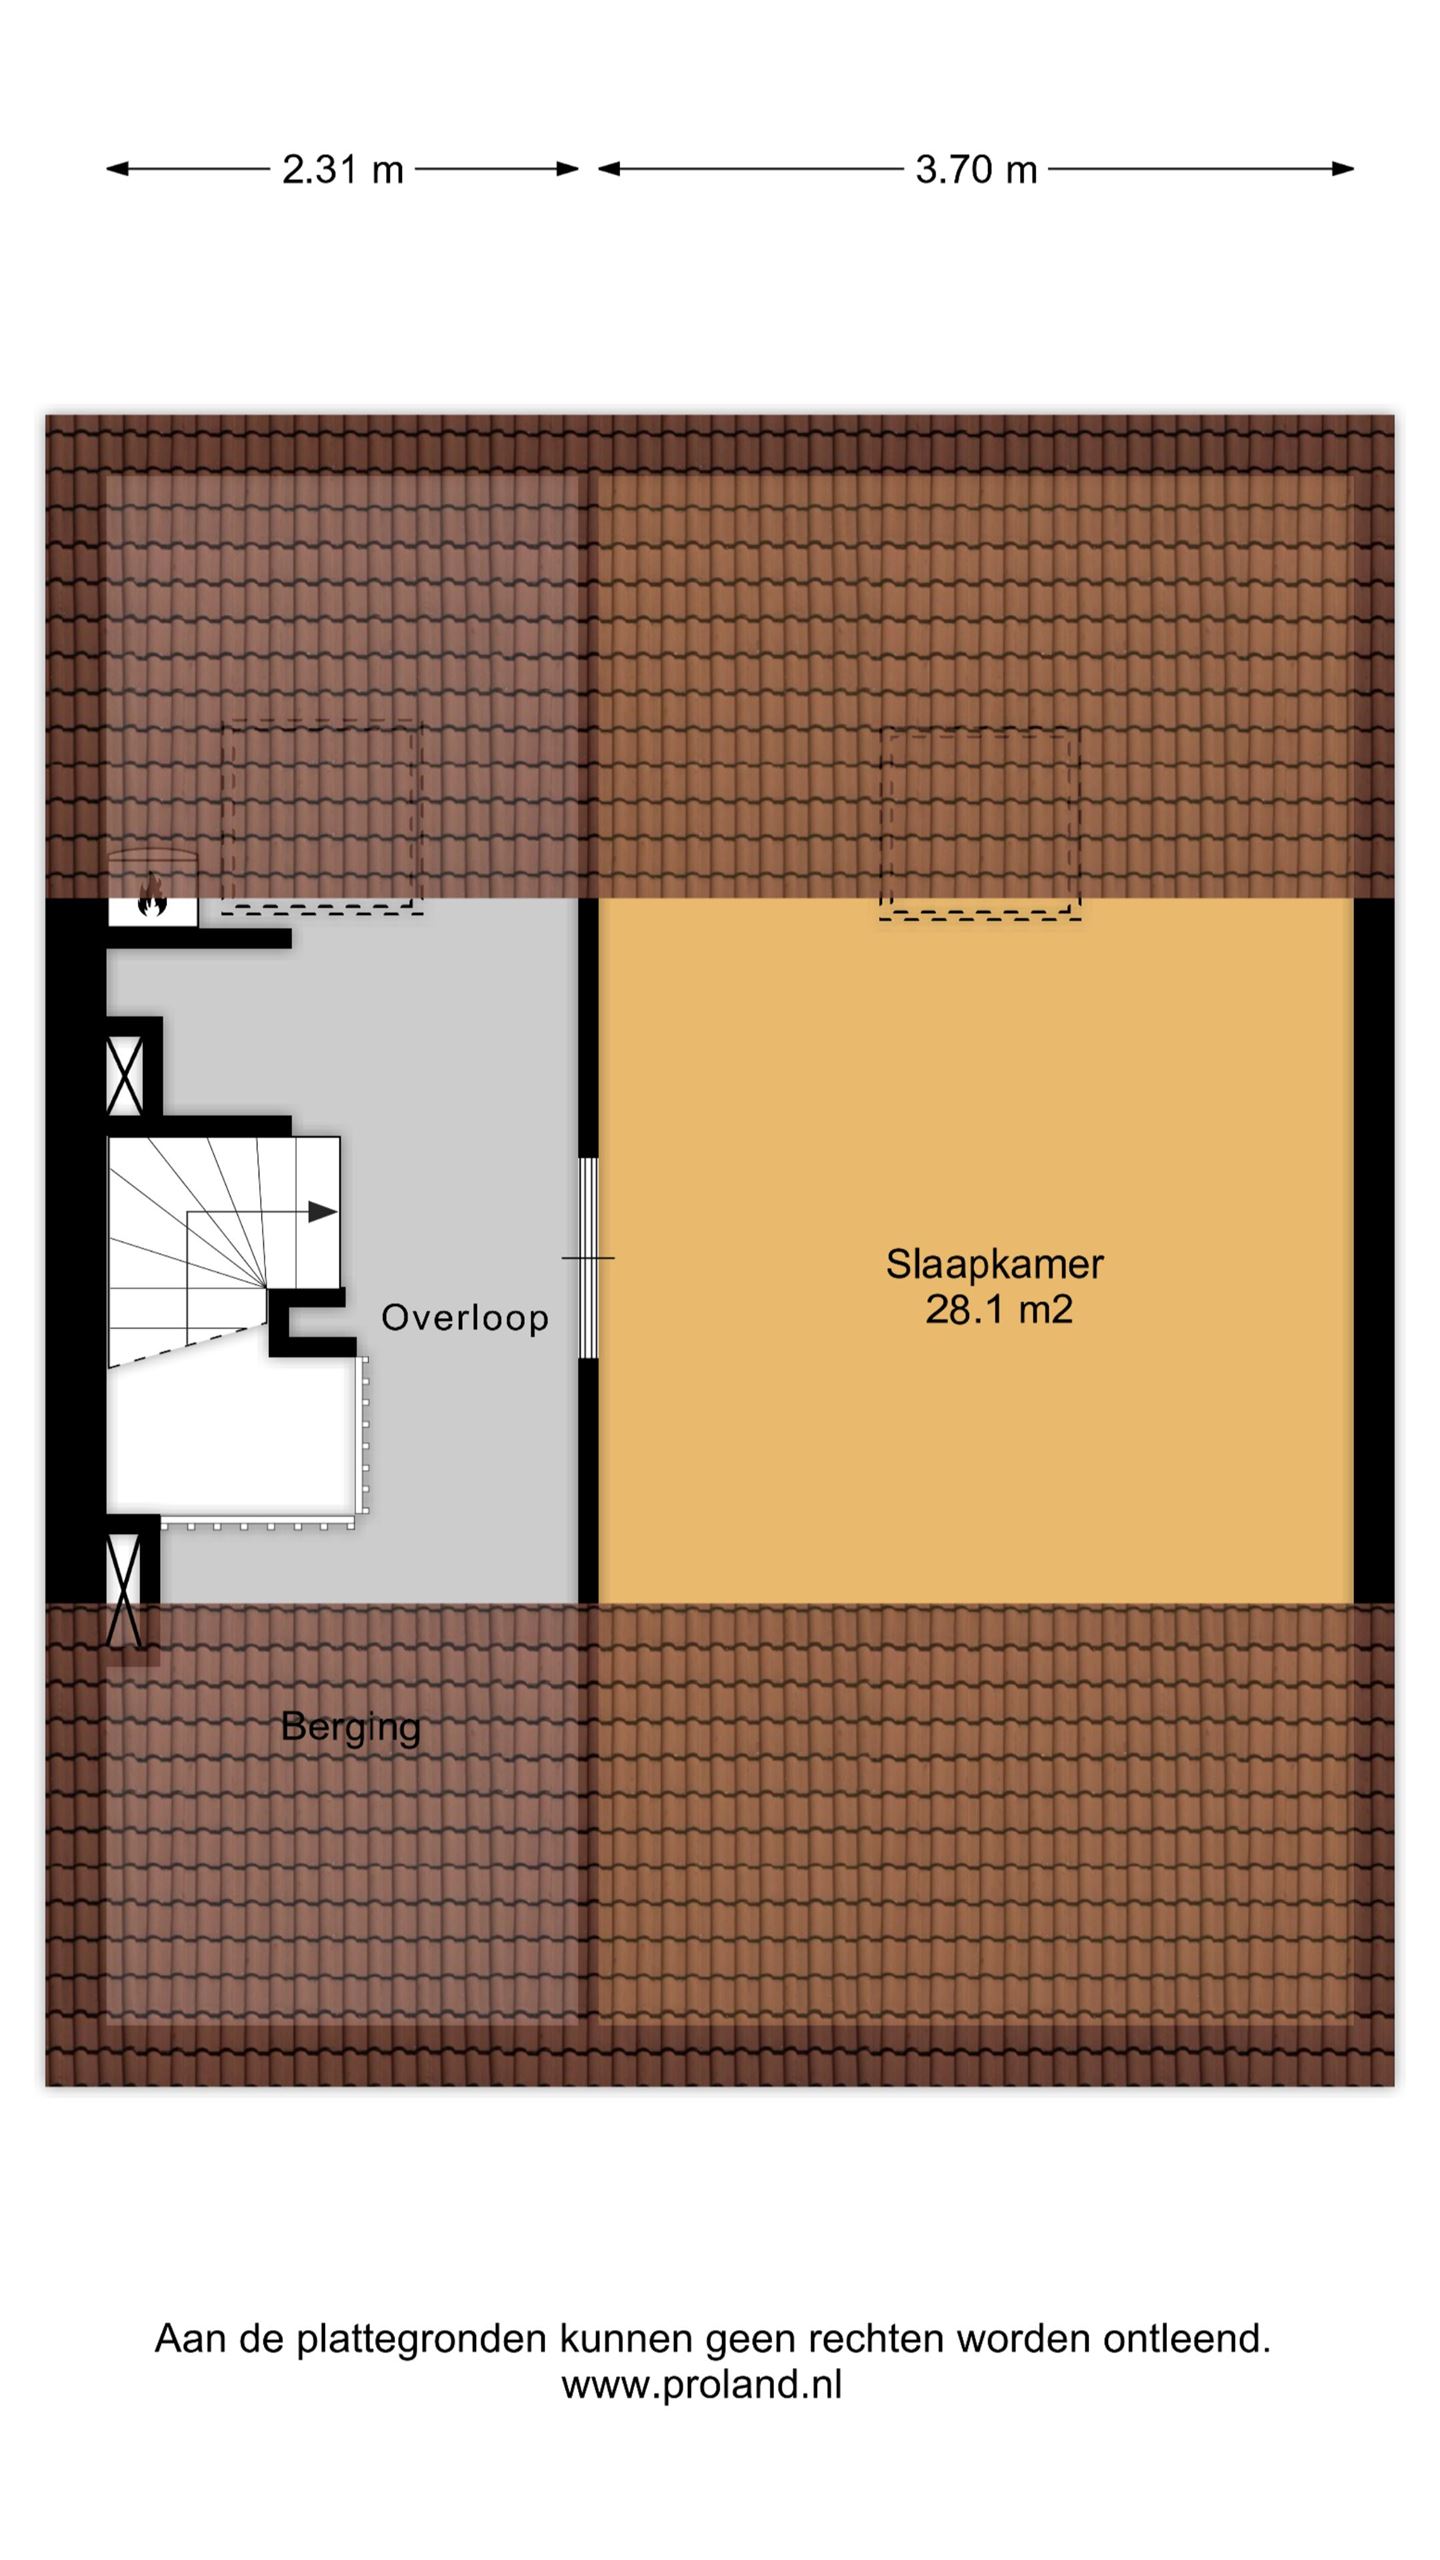 2.31 m 3.70 m
Slaapkamer
28.1 m2
Overloop
Berging
Aan de plattegronden kunnen geen rechten worden ontleend.
www.proland.nl